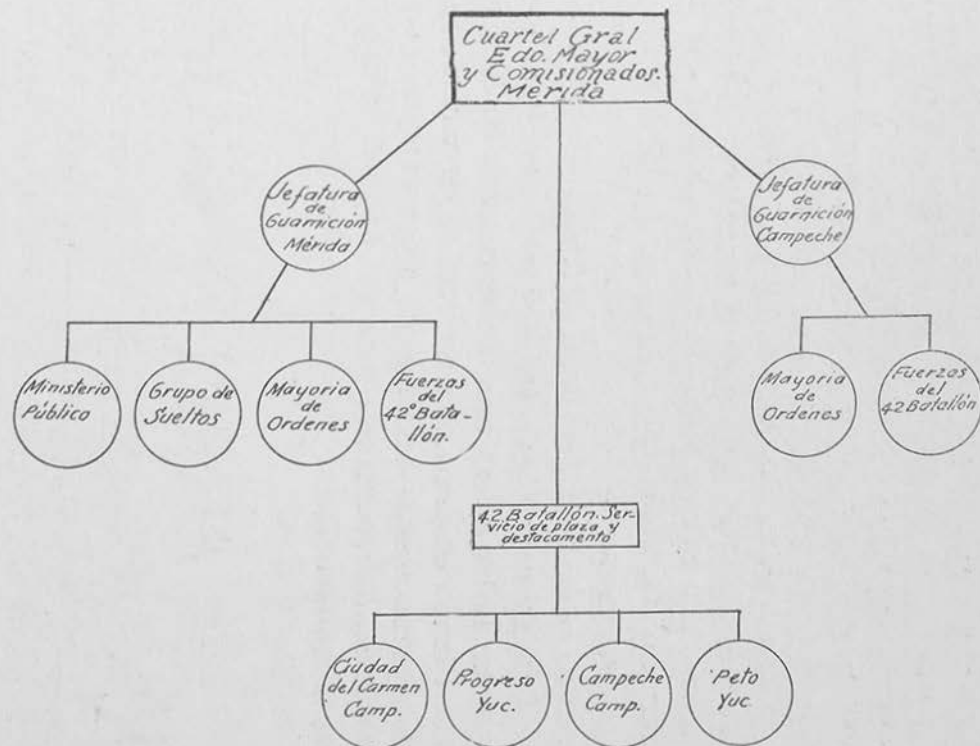 Cuartel Gral
Edo. Mayor
y Comisionados.
Mérida
Jefatura
de
Guarnición
Mérida
Jefatura
de
Guarnición
Campeche
Ministerio
Público
Grupo de
Sueltos
Mayoria
de
Ordenes
Fuerzas
del
42º Bata-
llón.
Mayoria
de
Ordenes
Fuerzas
del
42 Batallón
42 Batallón. Ser-
vicio de plaza y
destacamento
Ciudad
del Carmen
Camp.
Progreso
Yuc.
Campeche
Camp.
Peto
Yuc.